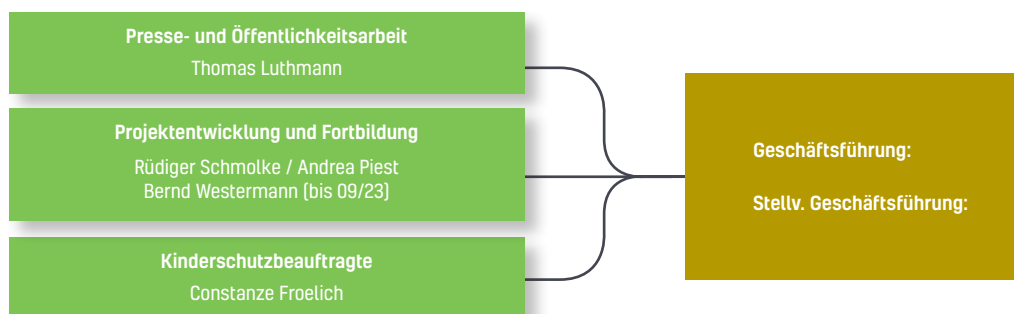 Presse- und Öffentlichkeitsarbeit
Thomas Luthmann
Projektentwicklung und Fortbildung
Rüdiger Schmolke / Andrea Piest
Bernd Westermann (bis 09/23)
Kinderschutzbeauftragte
Constanze Froelich
Geschäftsführung:
Stellv. Geschäftsführung: